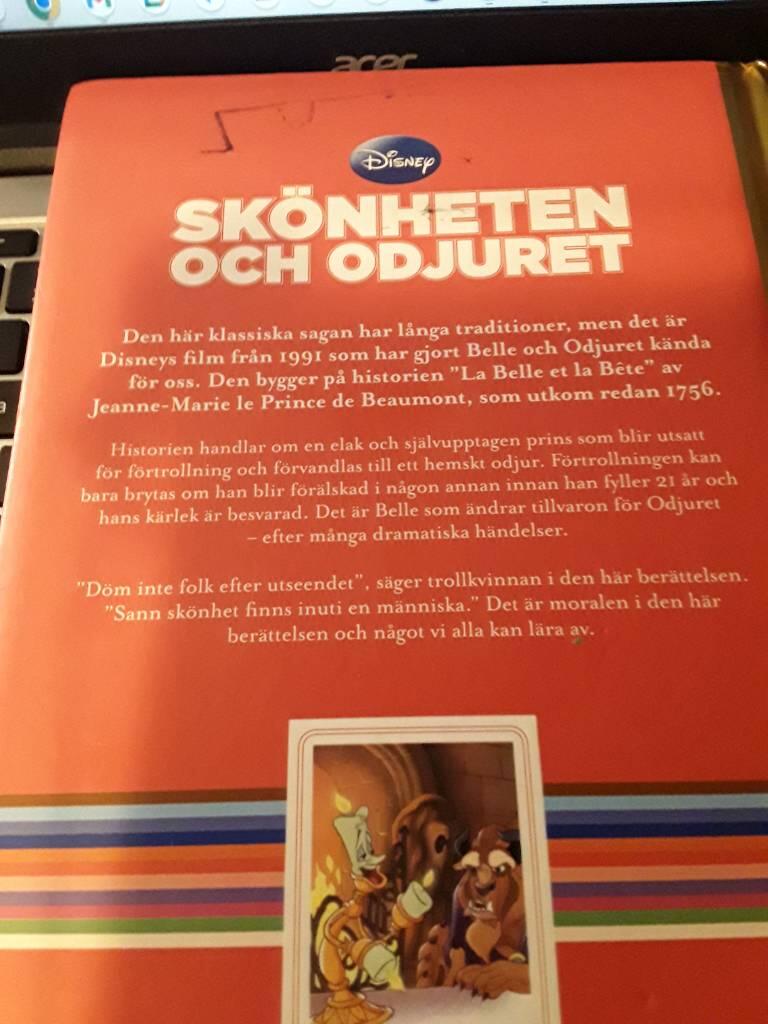 acer
Disney
SKÖNHETEN
OCH ODJURET
Den här klassiska sagan har långa traditioner, men det är
Disneys film från 1991 som har gjort Belle och Odjuret kända
för oss. Den bygger på historien "La Belle et la Bête" av
Jeanne-Marie le Prince de Beaumont, som utkom redan 1756.
Historien handlar om en elak och självupptagen prins som blir utsatt
för förtrollning och förvandlas till ett hemskt odjur. Förtrollningen kan
bara brytas om han blir förälskad i någon annan innan han fyller 21 år och
hans kärlek är besvarad. Det är Belle som ändrar tillvaron för Odjuret
– efter många dramatiska händelser.
"Döm inte folk efter utseendet", säger trollkvinnan i den här berättelsen.
"Sann skönhet finns inuti en människa." Det är moralen i den här
berättelsen och något vi alla kan lära av.